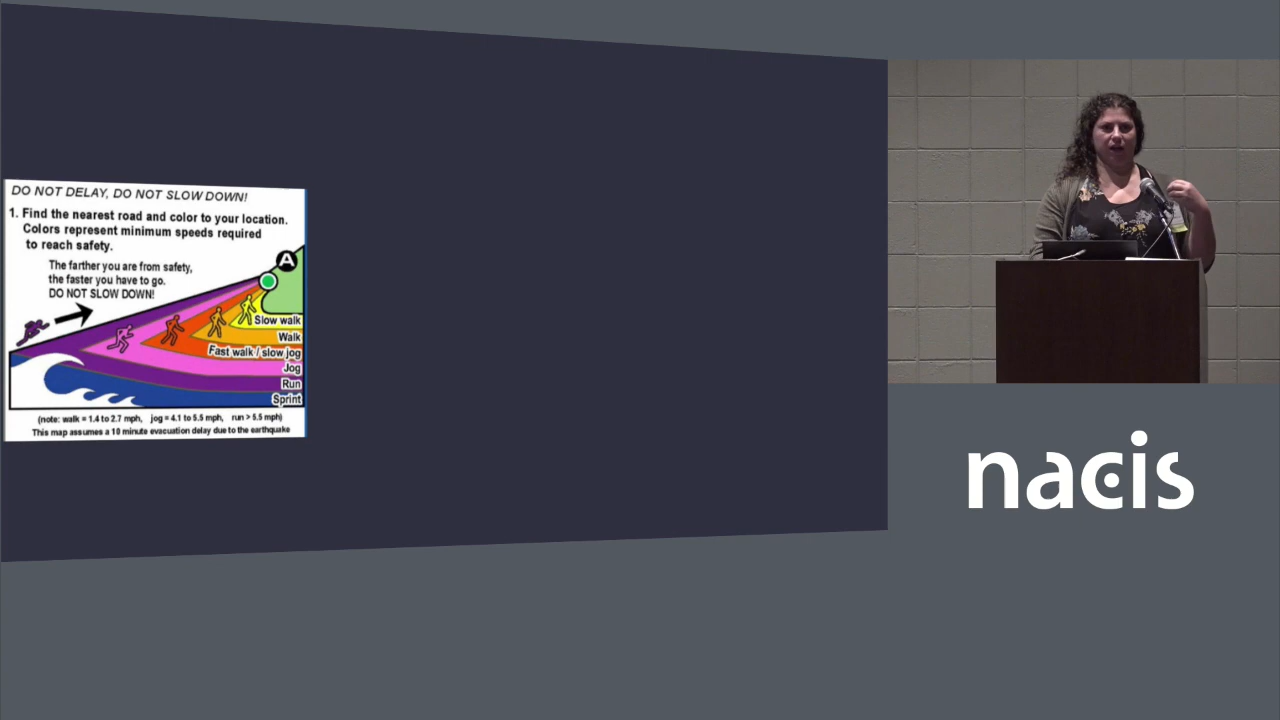 DO NOT DELAY, DO NOT SLOW DOWN!
1. Find the nearest road and color to your location.
Colors represent minimum speeds required
to reach safety.
The farther you are from safety,
the faster you have to go.
DO NOT SLOW DOWN!
A
Slow walk
Walk
Fast walk / slow jog
Jog
Run
Sprint
(note: walk = 1.4 to 2.7 mph, jog = 4.1 to 5.5 mph, run > 5.5 mph)
This map assumes a 10 minute evacuation delay due to the earthquake
nacis